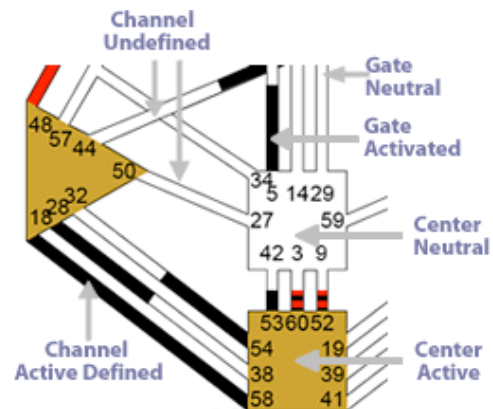 Channel
Undefined
Gate
Neutral
Gate
Activated
48
57
44
50
32
28
18
34
5 14 29
27
59
42 3 9
Center
Neutral
53 60 52
54
19
38
39
58
41
Center
Active
Channel
Active Defined